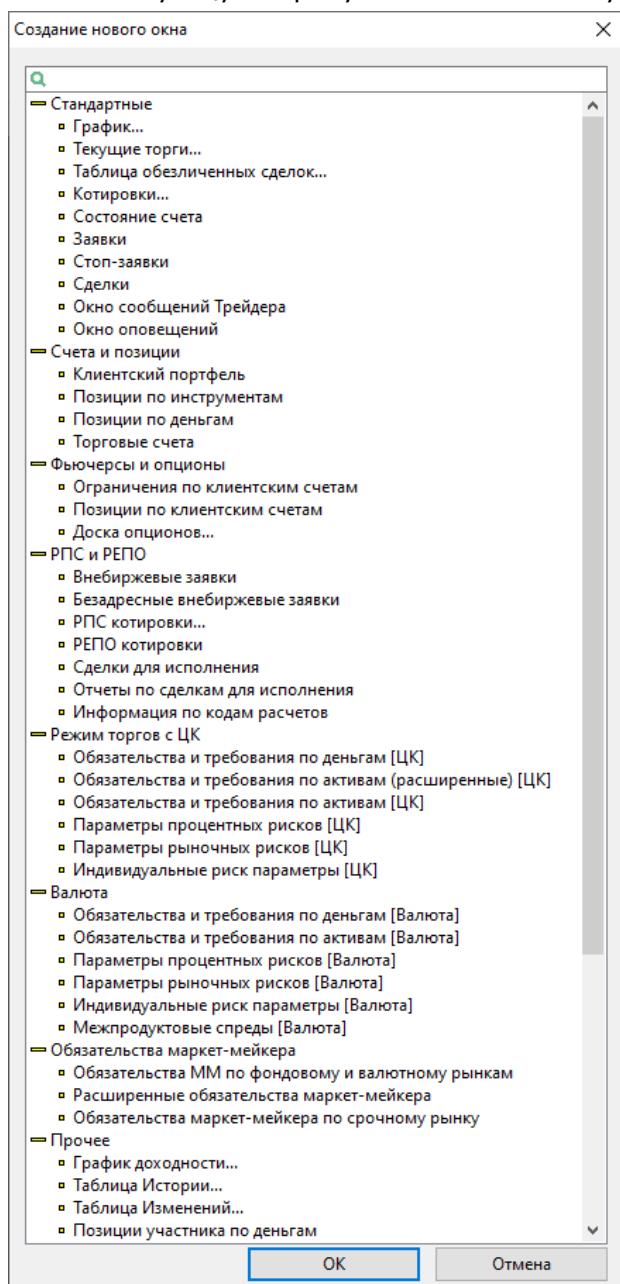 Создание нового окна
Стандартные
График...
Текущие торги...
Таблица обезличенных сделок...
Котировки...
Состояние счета
Заявки
Стоп-заявки
Сделки
Окно сообщений Трейдера
Окно оповещений
Счета и позиции
Клиентский портфель
Позиции по инструментам
Позиции по деньгам
Торговые счета
Фьючерсы и опционы
Ограничения по клиентским счетам
Позиции по клиентским счетам
Доска опционов...
РПС и РЕПО
Внебиржевые заявки
Безадресные внебиржевые заявки
РПС котировки...
РЕПО котировки
Сделки для исполнения
Отчеты по сделкам для исполнения
Информация по кодам расчетов
Режим торгов с ЦК
Обязательства и требования по деньгам [ЦК]
Обязательства и требования по активам (расширенные) [ЦК]
Обязательства и требования по активам [ЦК]
Параметры процентных рисков [ЦК]
Параметры рыночных рисков [ЦК]
Индивидуальные риск параметры [ЦК]
Валюта
Обязательства и требования по деньгам [Валюта]
Обязательства и требования по активам [Валюта]
Параметры процентных рисков [Валюта]
Параметры рыночных рисков [Валюта]
Индивидуальные риск параметры [Валюта]
Межпродуктовые спреды [Валюта]
Обязательства маркет-мейкера
Обязательства ММ по фондовому и валютному рынкам
Расширенные обязательства маркет-мейкера
Обязательства маркет-мейкера по срочному рынку
Прочее
График доходности...
Таблица Истории...
Таблица Изменений...
Позиции участника по деньгам
ОК Отмена